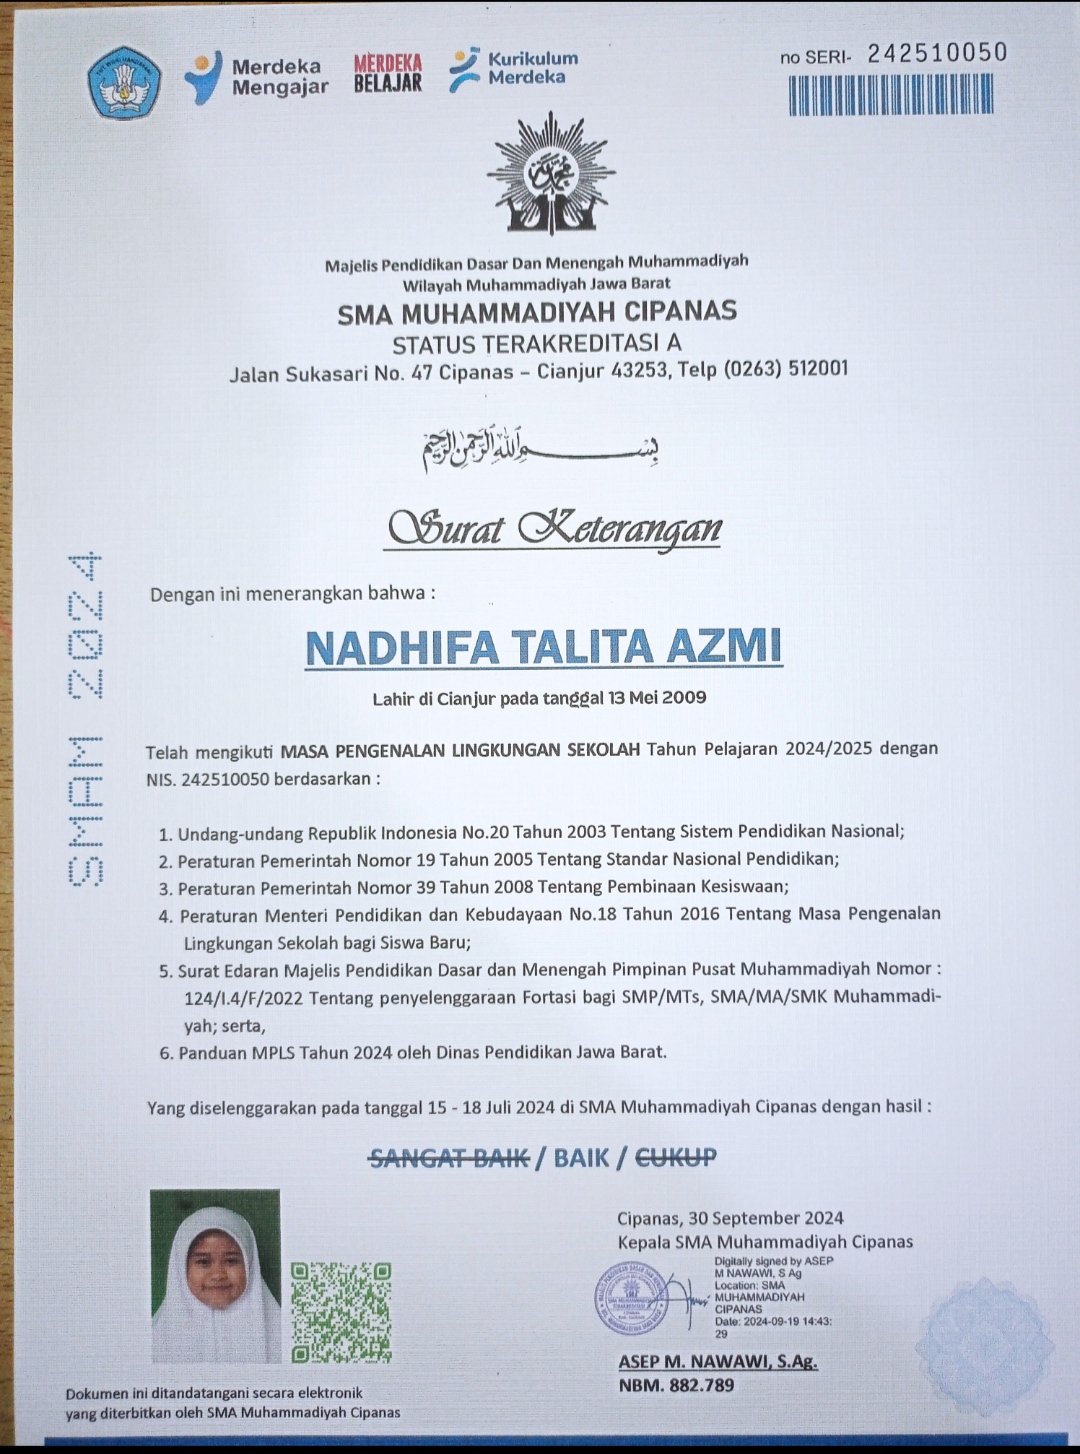 Merdeka
Mengajar
MERDEKA
BELAJAR
Kurikulum
Merdeka
no SERI- 242510050
Majelis Pendidikan Dasar Dan Menengah Muhammadiyah
Wilayah Muhammadiyah Jawa Barat
SMA MUHAMMADIYAH CIPANAS
STATUS TERAKREDITASI A
Jalan Sukasari No. 47 Cipanas – Cianjur 43253, Telp (0263) 512001
بِسْمِ اللهِ الرَّحْمٰنِ الرَّحِيْمِ
Surat Keterangan
Dengan ini menerangkan bahwa :
NADHIFA TALITA AZMI
Lahir di Cianjur pada tanggal 13 Mei 2009
Telah mengikuti MASA PENGENALAN LINGKUNGAN SEKOLAH Tahun Pelajaran 2024/2025 dengan
NIS. 242510050 berdasarkan :
1. Undang-undang Republik Indonesia No.20 Tahun 2003 Tentang Sistem Pendidikan Nasional;
2. Peraturan Pemerintah Nomor 19 Tahun 2005 Tentang Standar Nasional Pendidikan;
3. Peraturan Pemerintah Nomor 39 Tahun 2008 Tentang Pembinaan Kesiswaan;
4. Peraturan Menteri Pendidikan dan Kebudayaan No.18 Tahun 2016 Tentang Masa Pengenalan
Lingkungan Sekolah bagi Siswa Baru;
5. Surat Edaran Majelis Pendidikan Dasar dan Menengah Pimpinan Pusat Muhammadiyah Nomor :
124/I.4/F/2022 Tentang penyelenggaraan Fortasi bagi SMP/MTs, SMA/MA/SMK Muhammadi-
yah; serta,
6. Panduan MPLS Tahun 2024 oleh Dinas Pendidikan Jawa Barat.
Yang diselenggarakan pada tanggal 15 - 18 Juli 2024 di SMA Muhammadiyah Cipanas dengan hasil :
SANGAT BAIK / BAIK / CUKUP
SMAM 2024
Cipanas, 30 September 2024
Kepala SMA Muhammadiyah Cipanas
Digitally signed by ASEP
M NAWAWI, S Ag
Location: SMA
MUHAMMADIYAH
CIPANAS
Date: 2024-09-19 14:43:
29
ASEP M. NAWAWI, S.Ag.
NBM. 882.789
Dokumen ini ditandatangani secara elektronik
yang diterbitkan oleh SMA Muhammadiyah Cipanas